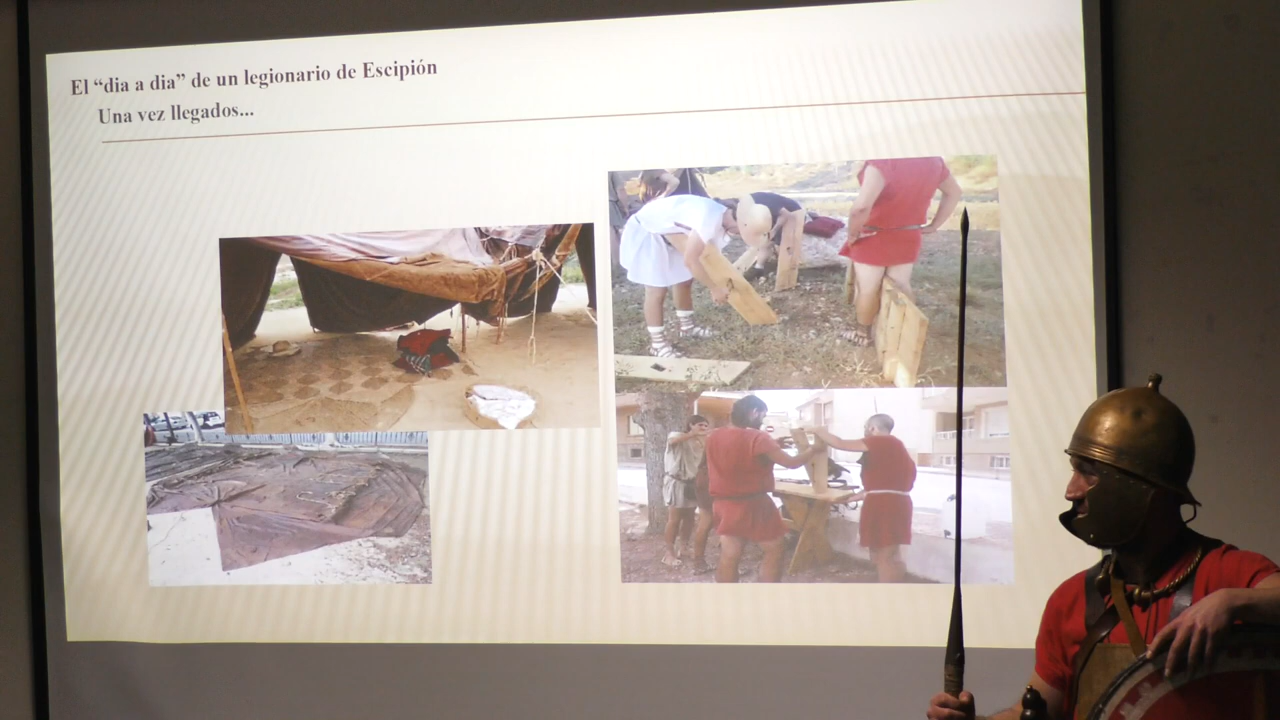 El “dia a dia” de un legionario de Escipión
Una vez llegados...